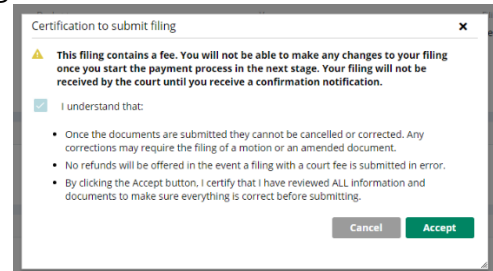 Certification to submit filing
This filing contains a fee. You will not be able to make any changes to your filing
once you start the payment process in the next stage. Your filing will not be
received by the court until you receive a confirmation notification.
I understand that:
• Once the documents are submitted they cannot be cancelled or corrected. Any
corrections may require the filing of a motion or an amended document.
• No refunds will be offered in the event a filing with a court fee is submitted in error.
• By clicking the Accept button, I certify that I have reviewed ALL information and
documents to make sure everything is correct before submitting.
Cancel Accept